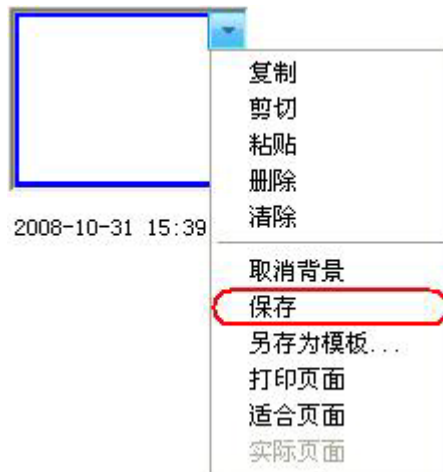 复制
剪切
粘贴
删除
清除
2008-10-31 15:39
取消背景
保存
另存为模板...
打印页面
适合页面
实际页面